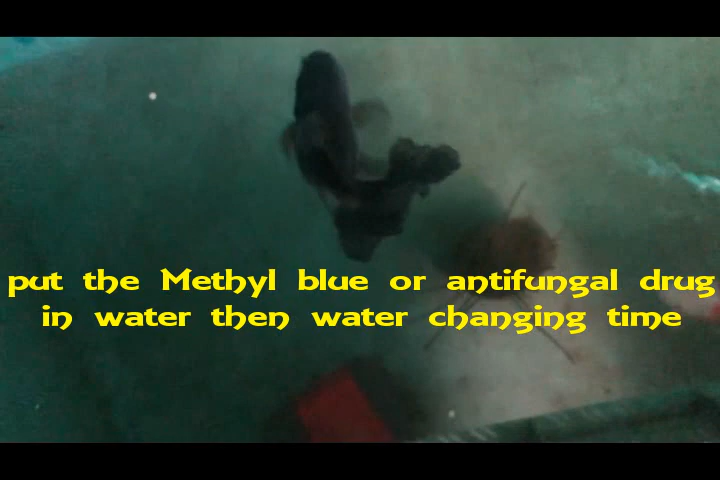 put the Methyl blue or antifungal drug
in water then water changing time